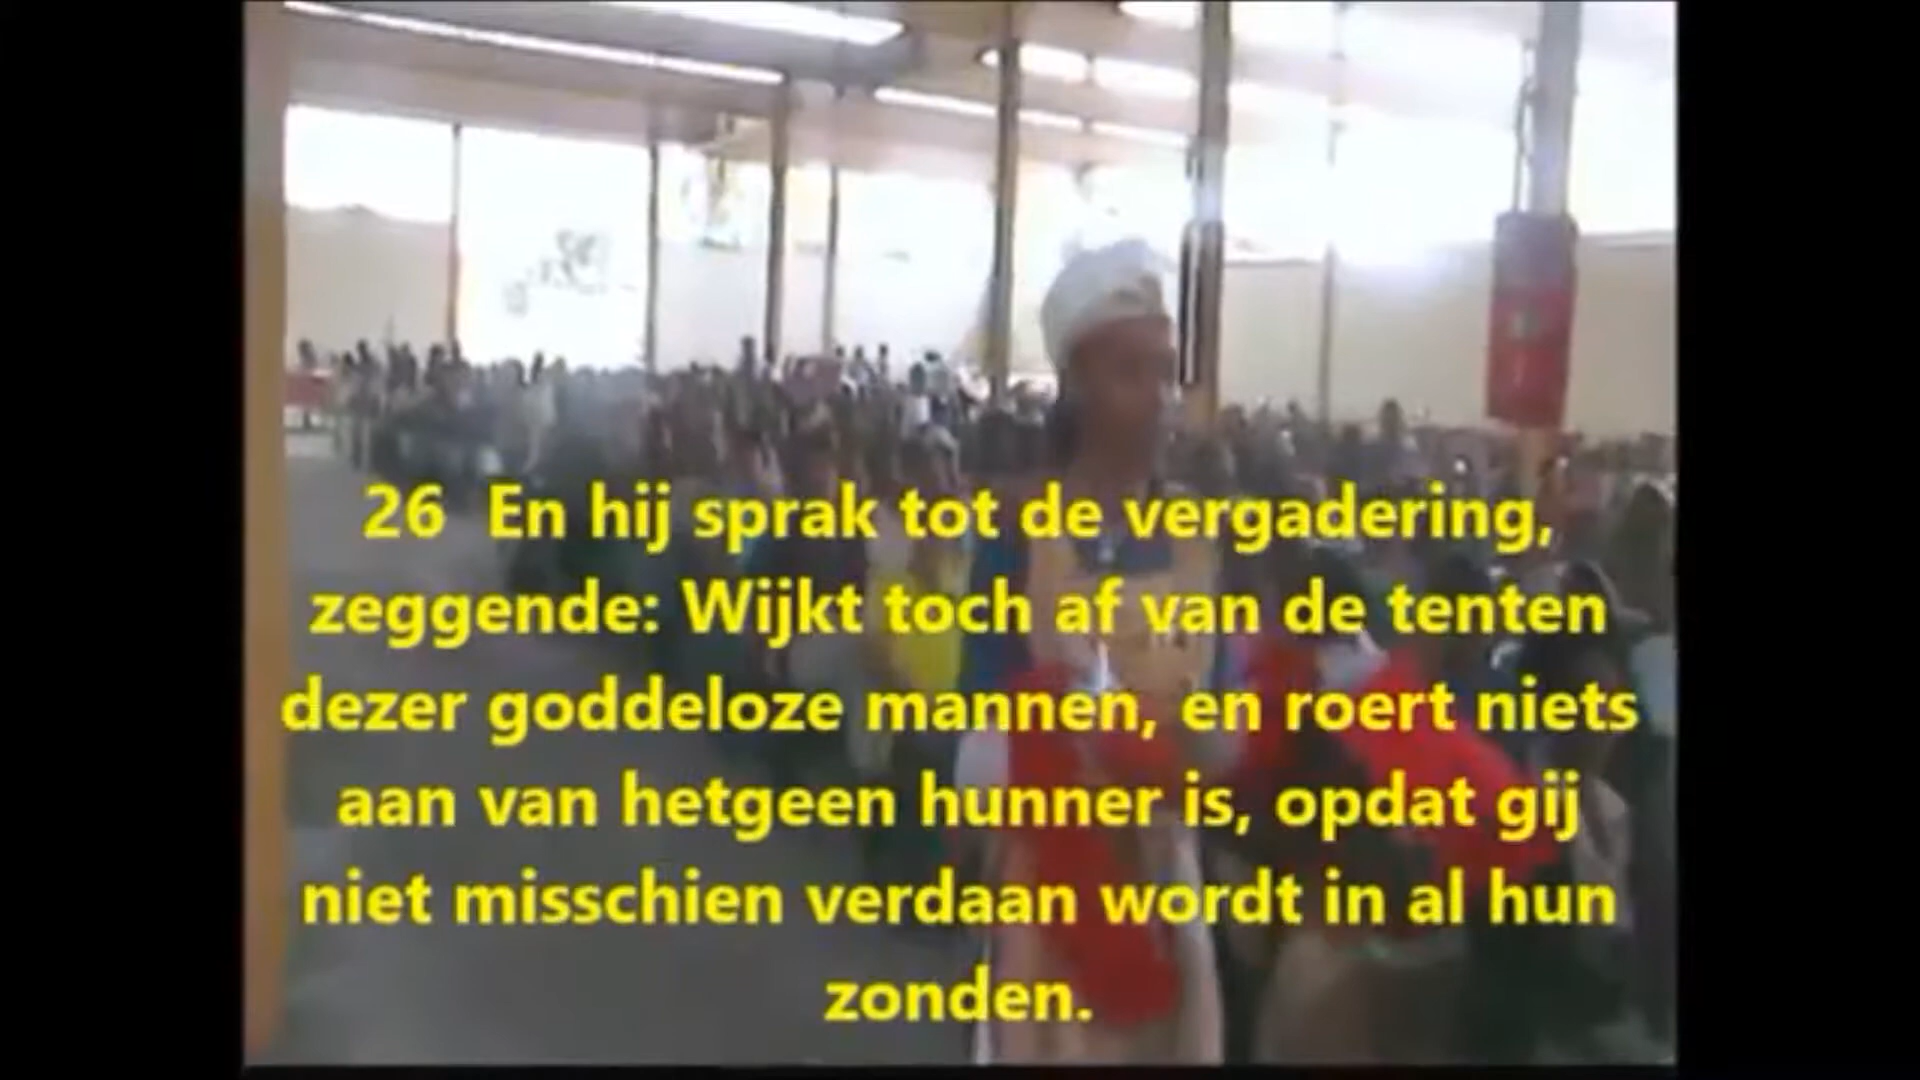 26 En hij sprak tot de vergadering,
zeggende: Wijkt toch af van de tenten
dezer goddeloze mannen, en roert niets
aan van hetgeen hunner is, opdat gij
niet misschien verdaan wordt in al hun
zonden.